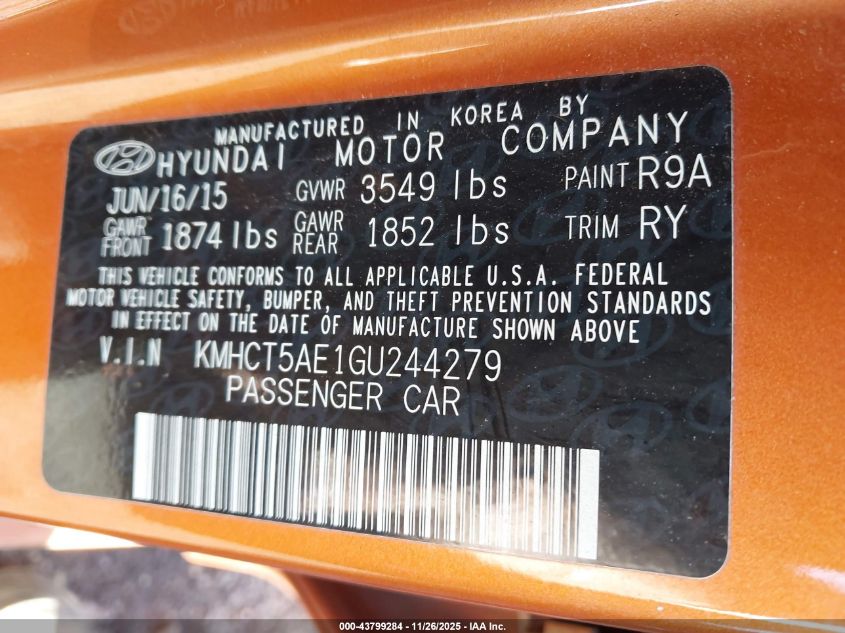 MANUFACTURED IN KOREA BY
HYUNDAI MOTOR COMPANY
JUN/16/15 GVWR 3549 lbs PAINT R9A
GAWR FRONT 1874 lbs GAWR REAR 1852 lbs TRIM RY
THIS VEHICLE CONFORMS TO ALL APPLICABLE U.S.A. FEDERAL
MOTOR VEHICLE SAFETY, BUMPER, AND THEFT PREVENTION STANDARDS
IN EFFECT ON THE DATE OF MANUFACTURE SHOWN ABOVE
V.I.N KMHCT5AE1GU244279
PASSENGER CAR
000-43799284 - 11/26/2025 - IAA Inc.